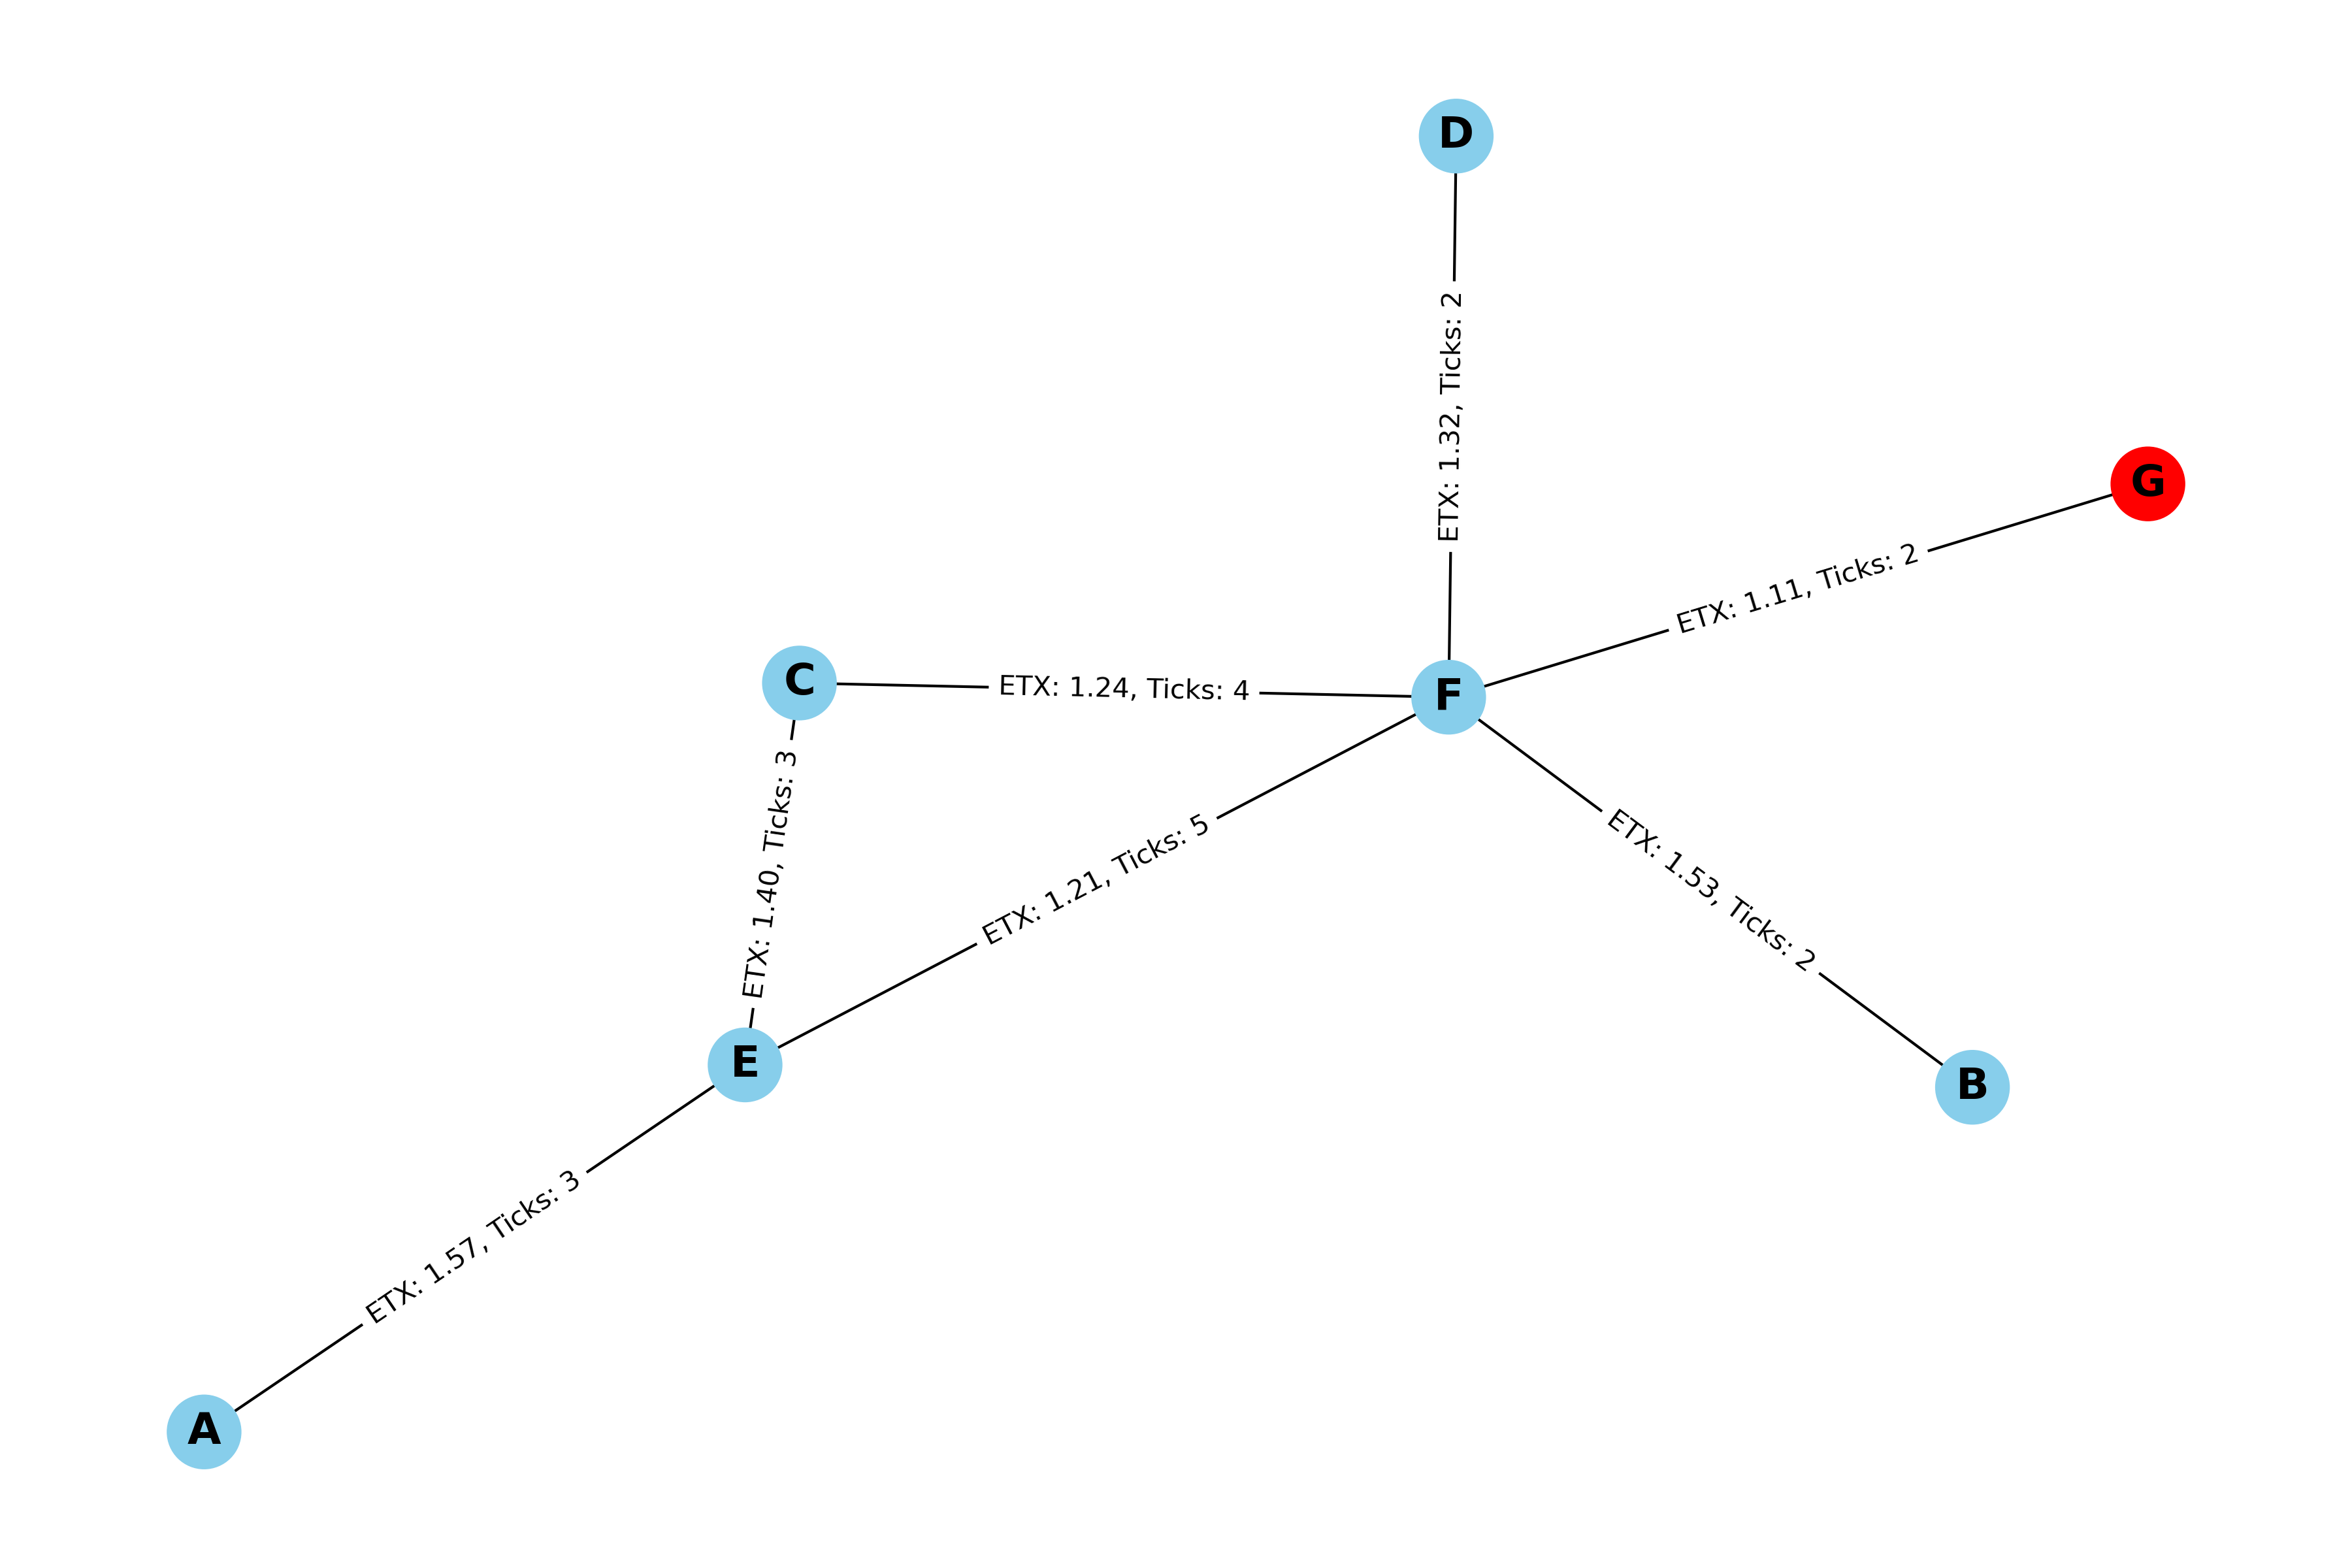 D
ETX: 1.32, Ticks: 2
G
ETX: 1.11, Ticks: 2
C
ETX: 1.24, Ticks: 4
F
ETX: 1.40, Ticks: 3
ETX: 1.21, Ticks: 5
ETX: 1.53, Ticks: 2
E
B
ETX: 1.57, Ticks: 3
A